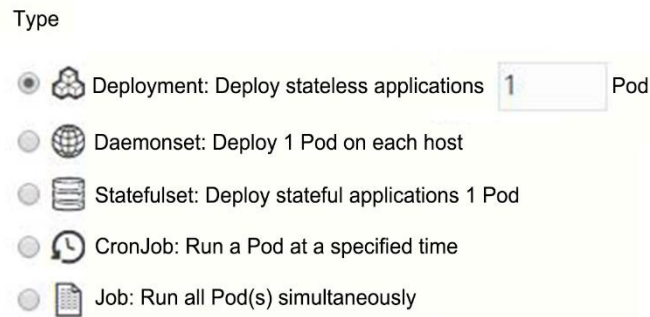 Type
Deployment: Deploy stateless applications 1 Pod
Daemonset: Deploy 1 Pod on each host
Statefulset: Deploy stateful applications 1 Pod
CronJob: Run a Pod at a specified time
Job: Run all Pod(s) simultaneously